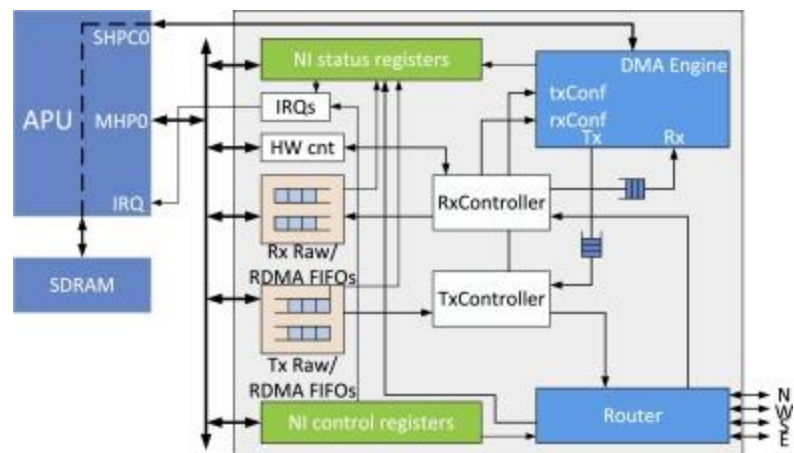 SHPC0
APU
MHP0
IRQ
SDRAM
NI status registers
IRQs
HW cnt
Rx Raw/
RDMA FIFOs
Tx Raw/
RDMA FIFOs
NI control registers
DMA Engine
txConf
rxConf
Tx
Rx
RxController
TxController
Router
N
W
S
E